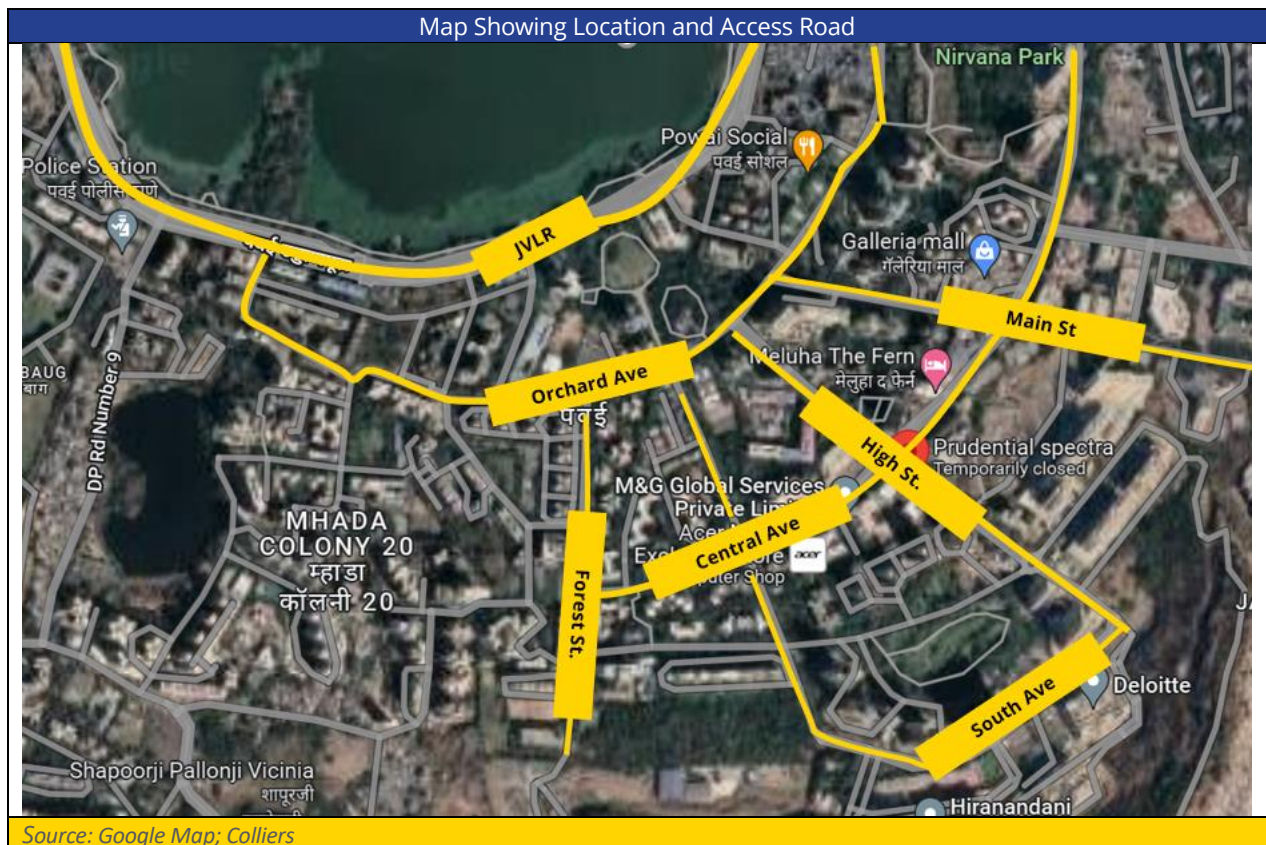 Map Showing Location and Access Road
Nirvana Park
Powai Social
पवई सोशल
Police Station
पवई पोलीस ठाणे
JVLR
Galleria mall
गॅलेरिया माल
Main St
Meluha The Fern
मेलुहा द फेर्न
BAUG
बाग
DP Rd Number-9
Orchard Ave
पवई
High St.
Prudential spectra
Temporarily closed
M&G Global Services
Private
Central Ave
acer
Shop
MHADA
COLONY 20
म्हाडा
कॉलनी 20
Forest St.
South Ave
Deloitte
Shapoorji Pallonji Vicinia
शापूरजी
Hiranandani
Source: Google Map; Colliers